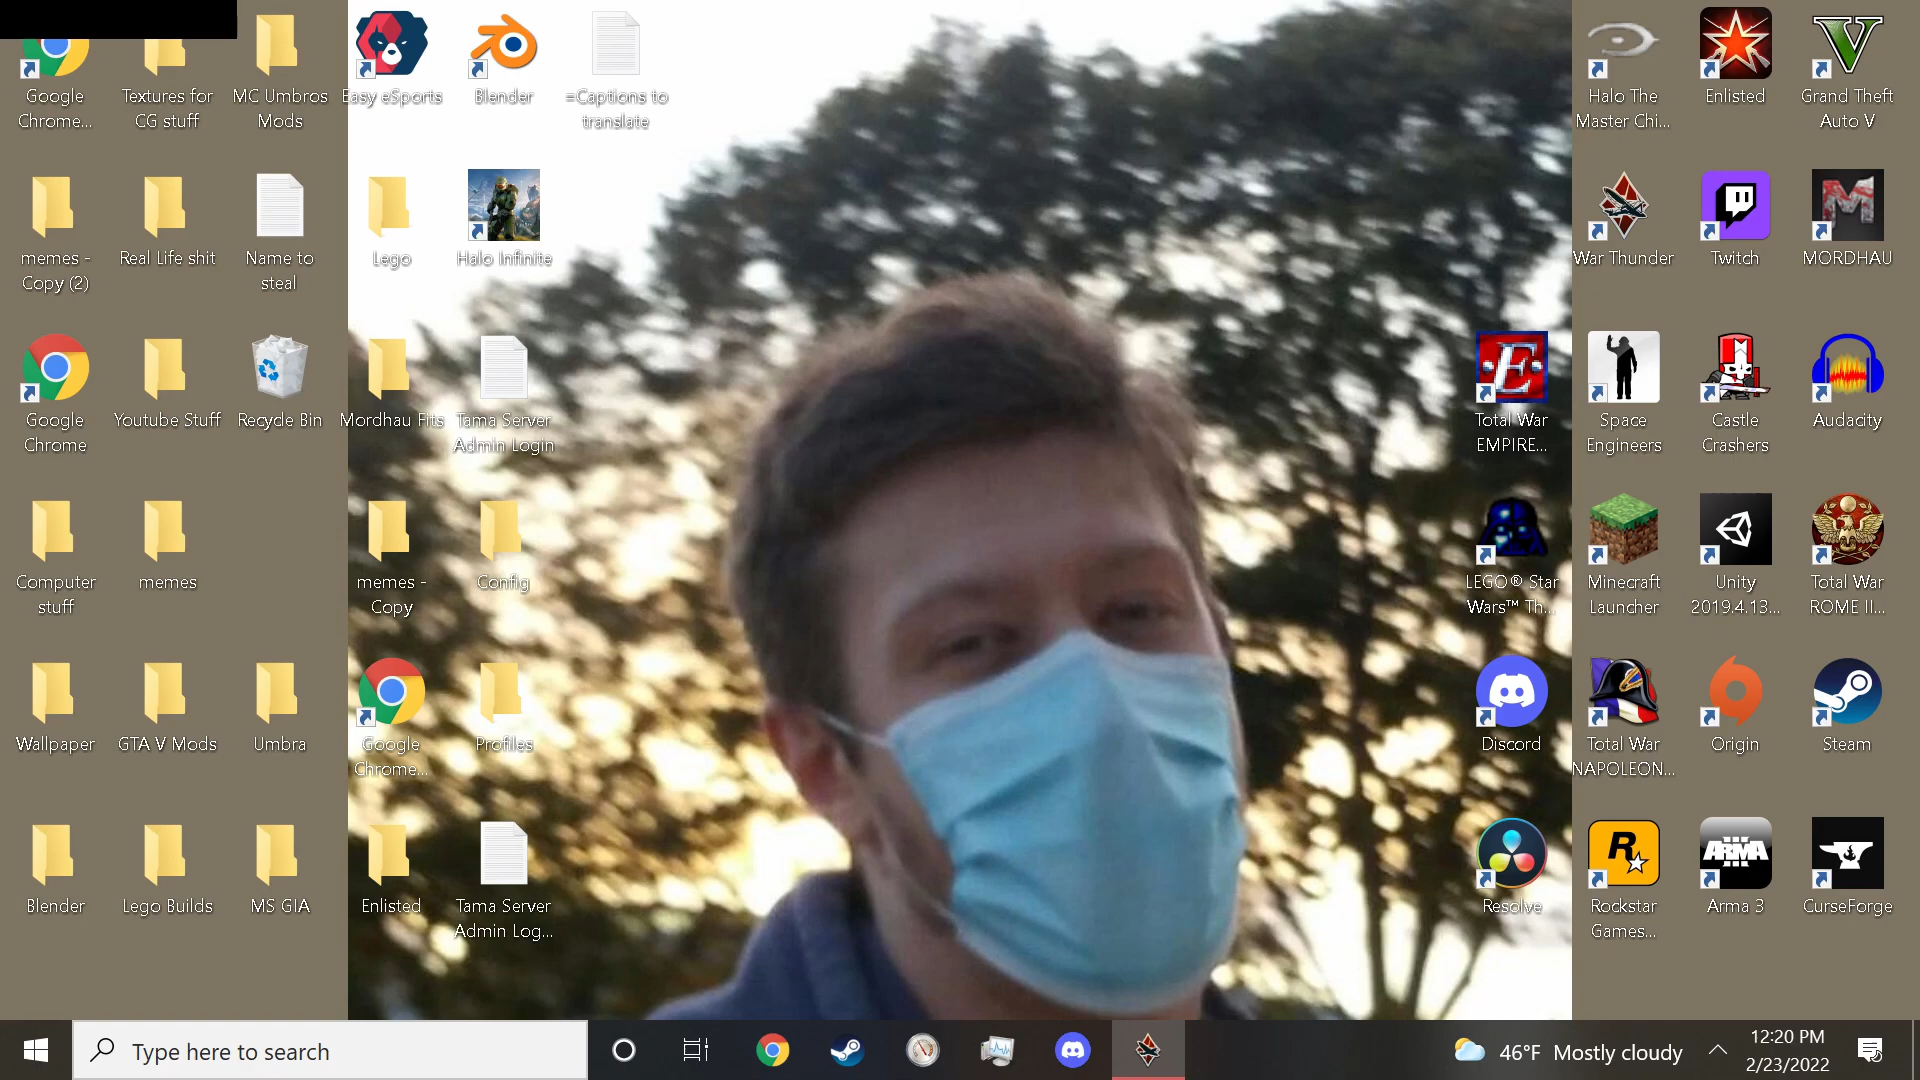 Google
Chrome...
Textures for
CG stuff
MC Umbros
Mods
Easy eSports
Blender
=Captions to
translate
Halo The
Master Chi...
Enlisted
Grand Theft
Auto V
memes -
Copy (2)
Real Life shit
Name to
steal
Lego
Halo Infinite
War Thunder
Twitch
M
MORDHAU
Google
Chrome
Youtube Stuff
Recycle Bin
Mordhau Fits
Tama Server
Admin Login
E
Total War
EMPIRE...
Space
Engineers
Castle
Crashers
Audacity
Computer
stuff
memes
memes -
Copy
Config
LEGO® Star
Wars™ Th...
Minecraft
Launcher
Unity
2019.4.13...
Total War
ROME II...
Wallpaper
GTA V Mods
Umbra
Google
Chrome...
Profiles
Discord
Total War
NAPOLEON...
Origin
Steam
Blender
Lego Builds
MS GIA
Enlisted
Tama Server
Admin Log...
Resolve
R
Rockstar
Games...
III
ARMA
Arma 3
CurseForge
Type here to search
46°F Mostly cloudy
12:20 PM
2/23/2022